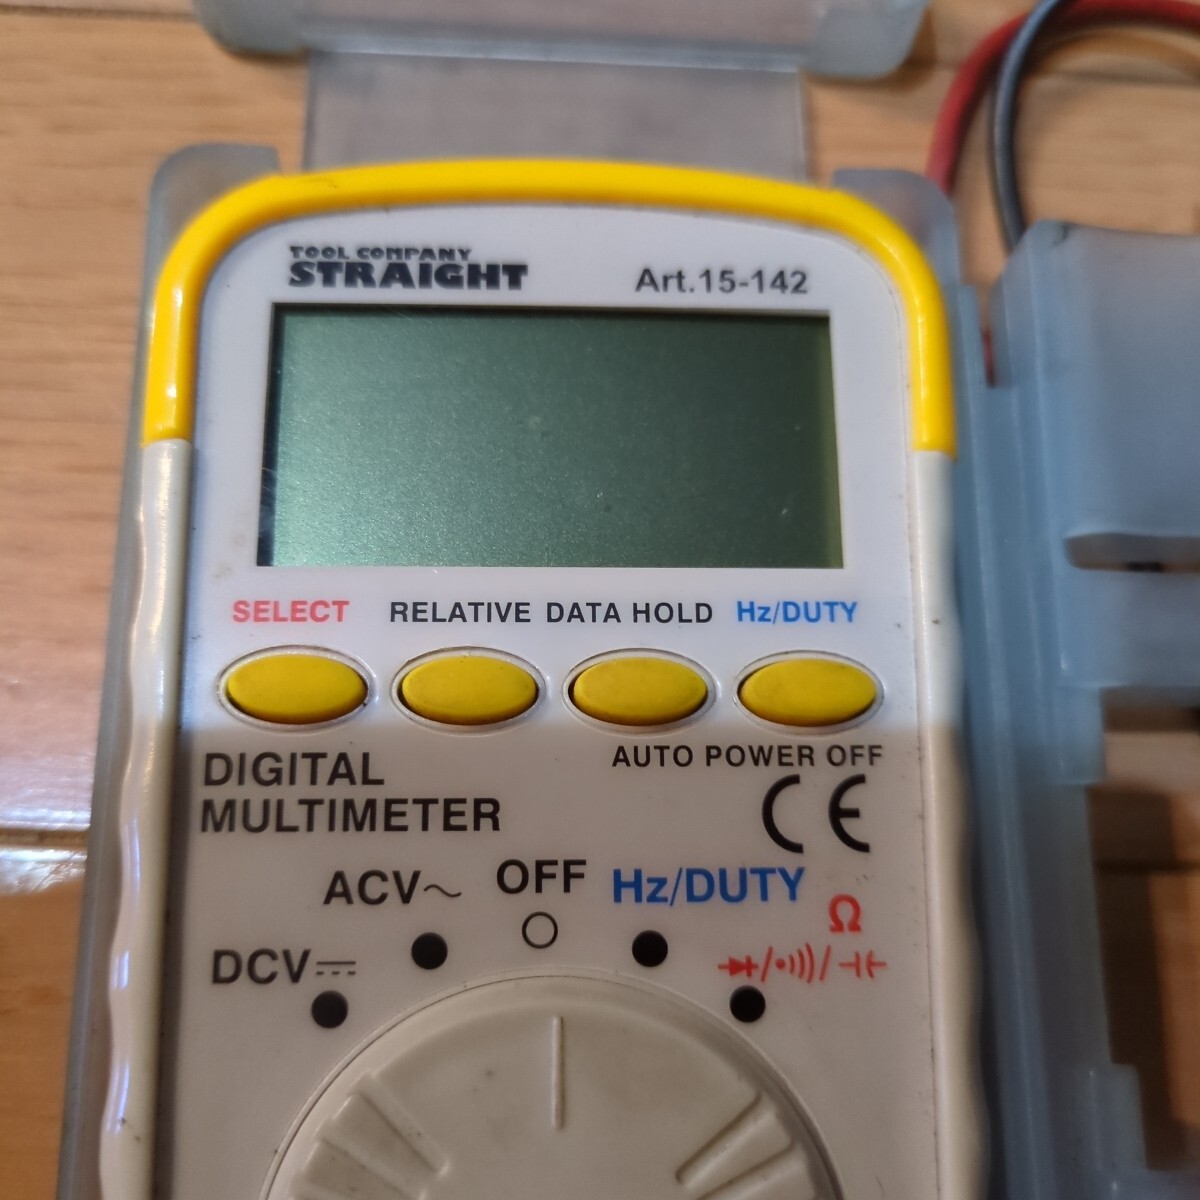 TOOL COMPANY
STRAIGHT
Art.15-142
SELECT RELATIVE DATA HOLD Hz/DUTY
AUTO POWER OFF
DIGITAL
MULTIMETER
CE
OFF
ACV~
Hz/DUTY
DCV⎓
Ω